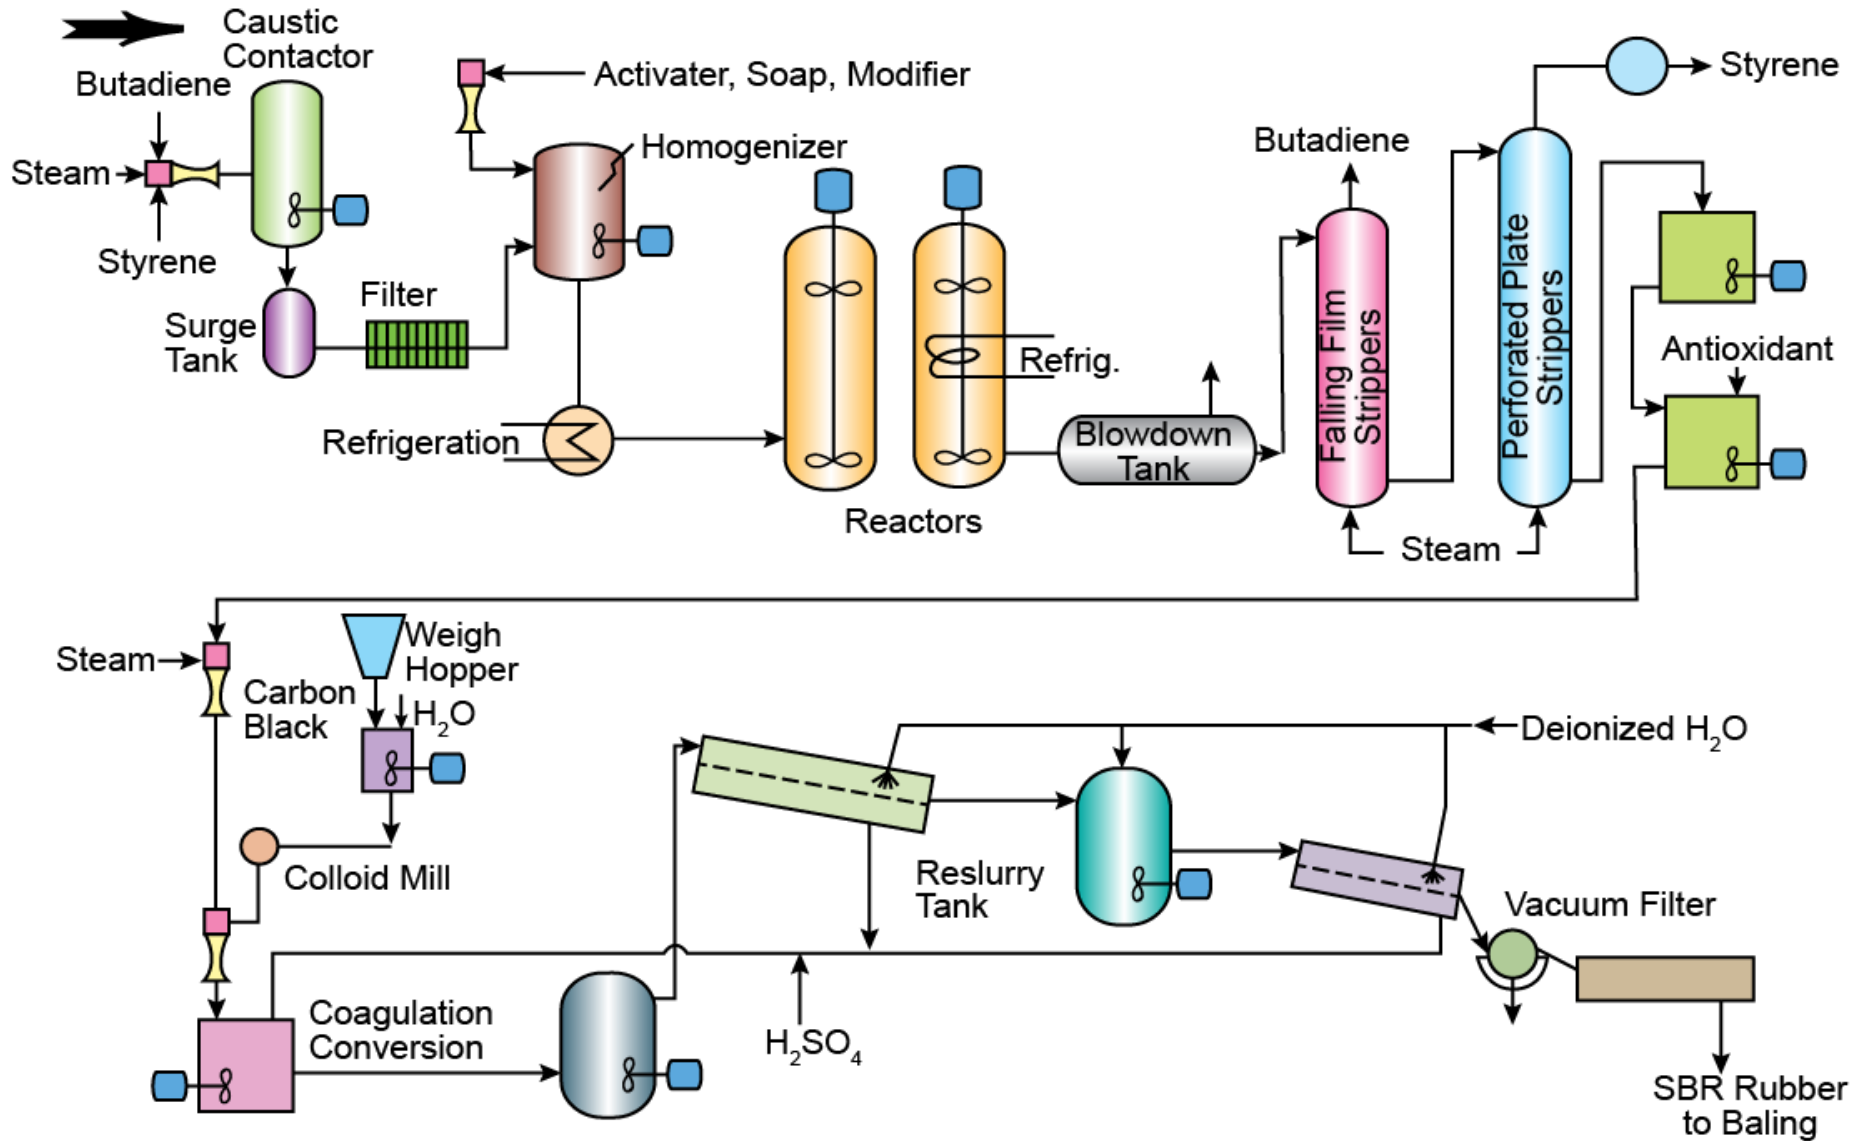 Caustic
Contactor
Butadiene
Steam
Styrene
Surge
Tank
Filter
Activater, Soap, Modifier
Homogenizer
Refrigeration
Reactors
Refrig.
Blowdown
Tank
Butadiene
Falling Film
Strippers
Perforated Plate
Strippers
Steam
Styrene
Antioxidant
Steam
Carbon
Black
Weigh
Hopper
H₂O
Colloid Mill
Coagulation
Conversion
H₂SO₄
Reslurry
Tank
Deionized H₂O
Vacuum Filter
SBR Rubber
to Baling